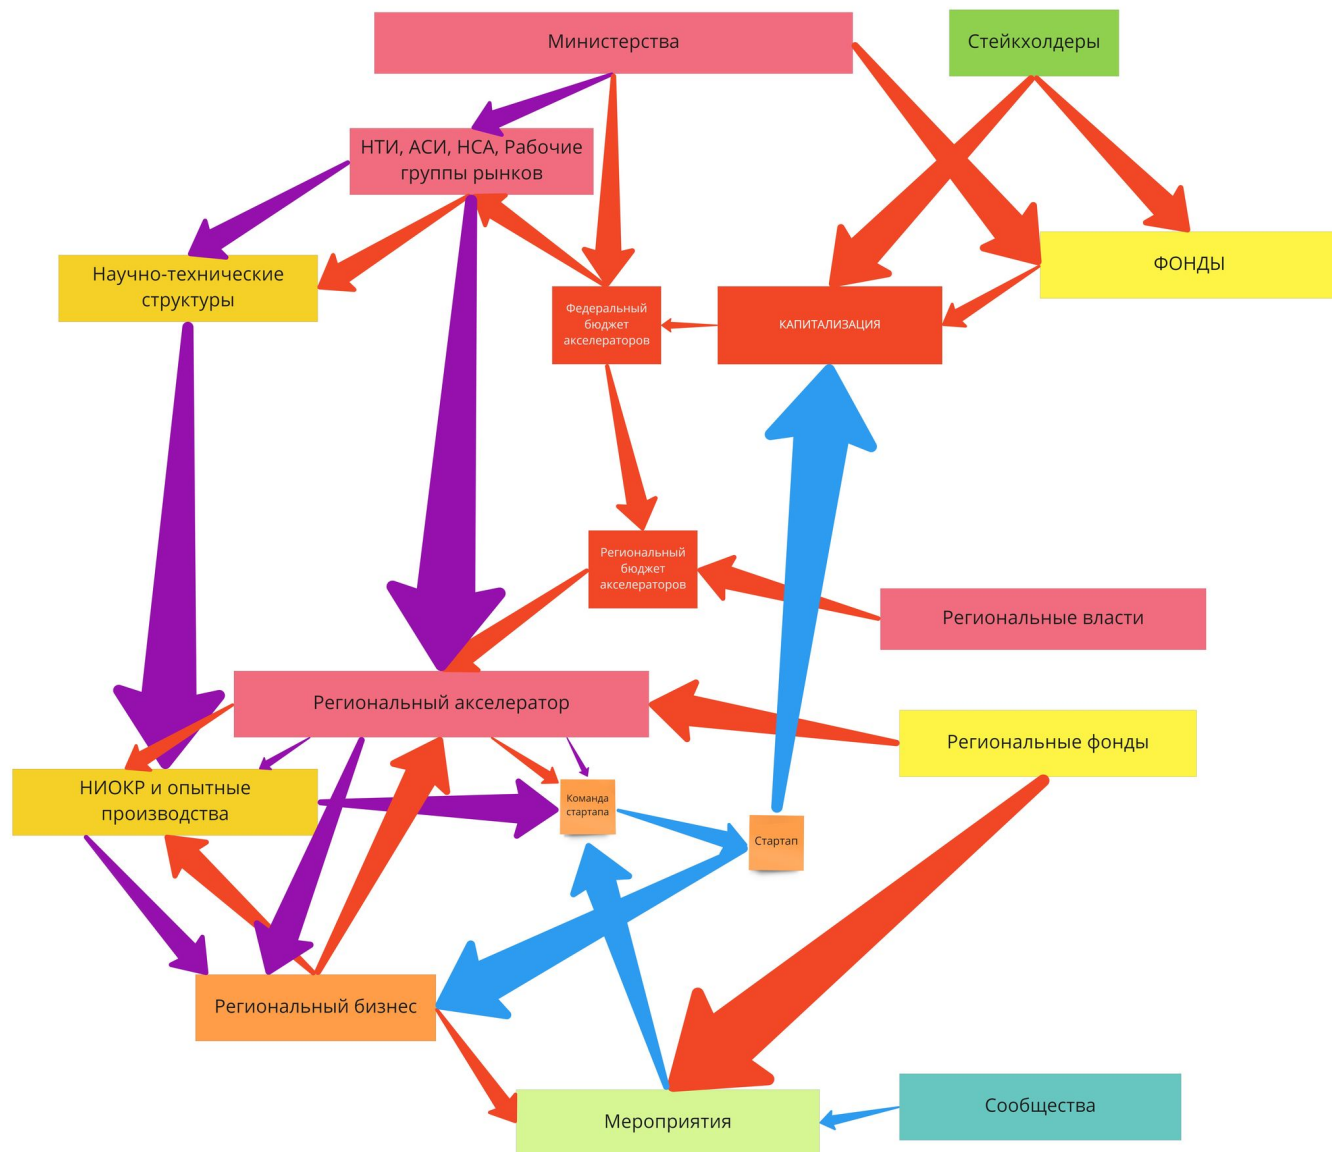 Министерства
Стейкхолдеры
НТИ, АСИ, НСА, Рабочие
группы рынков
ФОНДЫ
Научно-технические
структуры
Федеральный
бюджет
акселераторов
КАПИТАЛИЗАЦИЯ
Региональный
бюджет
акселераторов
Региональные власти
Региональный акселератор
Региональные фонды
НИОКР и опытные
производства
Команда
стартапа
Стартап
Региональный бизнес
Мероприятия
Сообщества